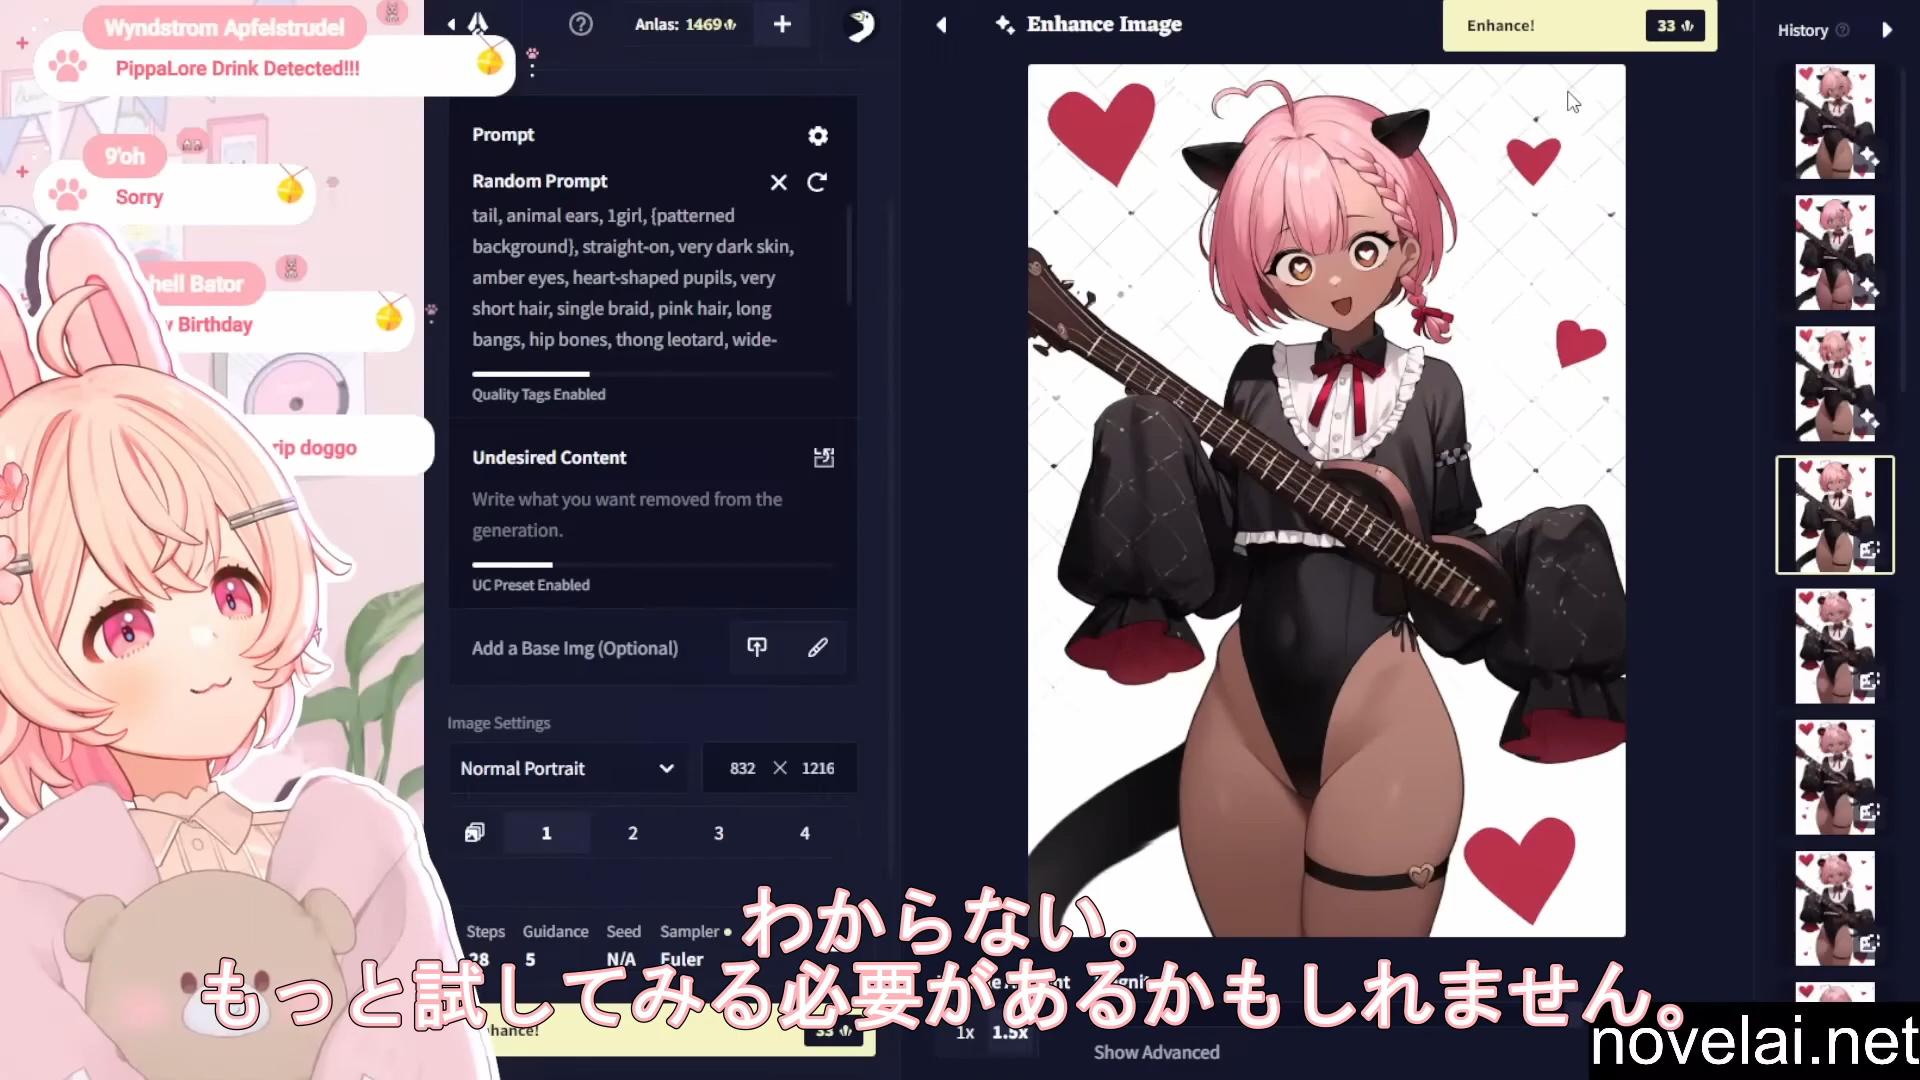 Wyndstrom Apfelstrudel
PippaLore Drink Detected!!!
9'oh
Sorry
hell Bator
y Birthday
rip doggo
Anlas: 1469
Prompt
Random Prompt
tail, animal ears, 1girl, {patterned
background}, straight-on, very dark skin,
amber eyes, heart-shaped pupils, very
short hair, single braid, pink hair, long
bangs, hip bones, thong leotard, wide-
Quality Tags Enabled
Undesired Content
Write what you want removed from the
generation.
UC Preset Enabled
Add a Base Img (Optional)
Image Settings
Normal Portrait
832 × 1216
1 2 3 4
Steps Guidance Seed Sampler
28 5 N/A Euler
Enhance!
33
Enhance Image
Enhance! 33
History
1x 1.5x
Show Advanced
わからない。
もっと試してみる必要があるかもしれません。
novelai.net